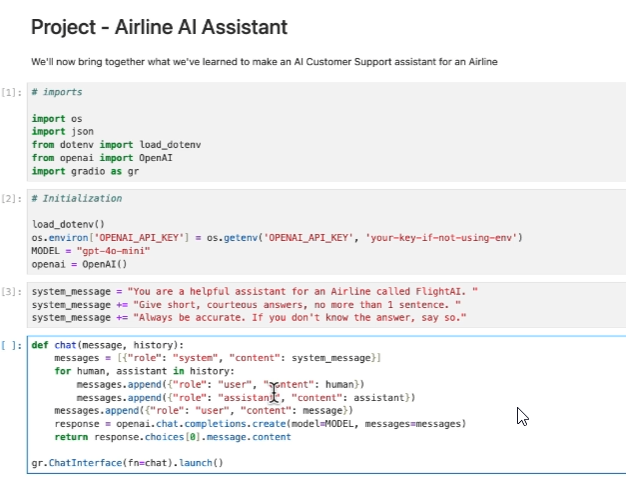 Project - Airline AI Assistant
We'll now bring together what we've learned to make an AI Customer Support assistant for an Airline
[1]: # imports
import os
import json
from dotenv import load_dotenv
from openai import OpenAI
import gradio as gr
[2]: # Initialization
load_dotenv()
os.environ['OPENAI_API_KEY'] = os.getenv('OPENAI_API_KEY', 'your-key-if-not-using-env')
MODEL = "gpt-4o-mini"
openai = OpenAI()
[3]: system_message = "You are a helpful assistant for an Airline called FlightAI. "
system_message += "Give short, courteous answers, no more than 1 sentence. "
system_message += "Always be accurate. If you don't know the answer, say so."
[ ]: def chat(message, history):
    messages = [{"role": "system", "content": system_message}]
    for human, assistant in history:
        messages.append({"role": "user", "content": human})
        messages.append({"role": "assistant", "content": assistant})
    messages.append({"role": "user", "content": message})
    response = openai.chat.completions.create(model=MODEL, messages=messages)
    return response.choices[0].message.content
gr.ChatInterface(fn=chat).launch()